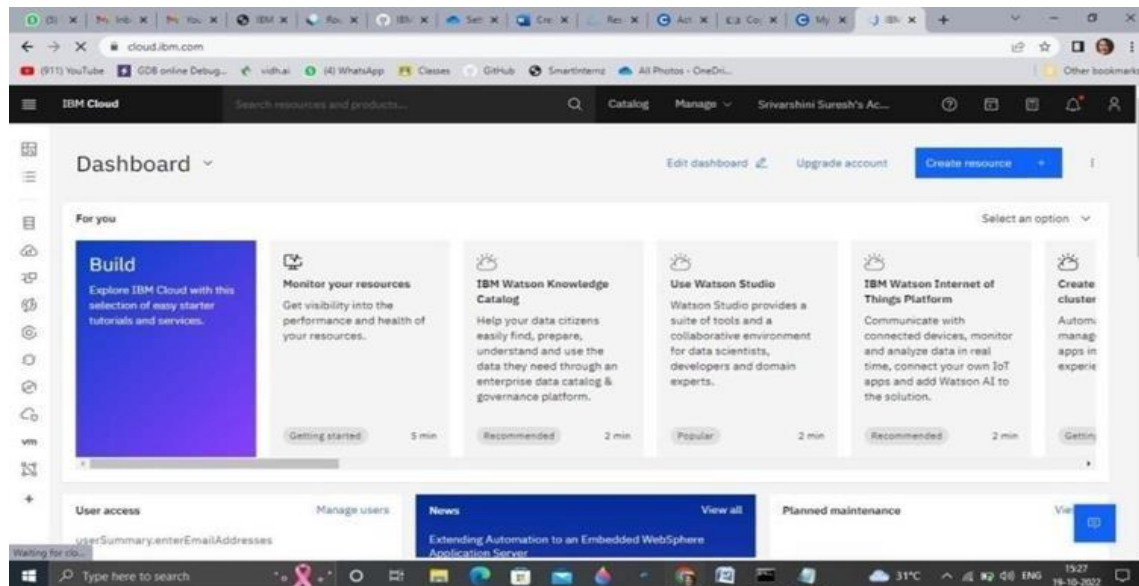 cloud.ibm.com
(911) YouTube GDB online Debug... vidh.ai (4) WhatsApp Classes GitHub Smartinternz All Photos - OneDri... Other bookmarks
IBM Cloud Search resources and products... Catalog Manage Srivarshini Suresh's Ac...
Dashboard Edit dashboard Upgrade account Create resource +
For you Select an option
Build
Explore IBM Cloud with this
selection of easy starter
tutorials and services.
Monitor your resources
Get visibility into the
performance and health of
your resources.
Getting started 5 min
IBM Watson Knowledge
Catalog
Help your data citizens
easily find, prepare,
understand and use the
data they need through an
enterprise data catalog &
governance platform.
Recommended 2 min
Use Watson Studio
Watson Studio provides a
suite of tools and a
collaborative environment
for data scientists,
developers and domain
experts.
Popular 2 min
IBM Watson Internet of
Things Platform
Communicate with
connected devices, monitor
and analyze data in real
time, connect your own IoT
apps and add Watson AI to
the solution.
Recommended 2 min
Create
cluster
Autom
manag
apps in
experie
Getting
vm
User access Manage users
userSummary.enterEmailAddresses
News View all
Extending Automation to an Embedded WebSphere
Application Server
Planned maintenance Vie
Waiting for clo...
Type here to search 31°C ENG 15:27
19-10-2022